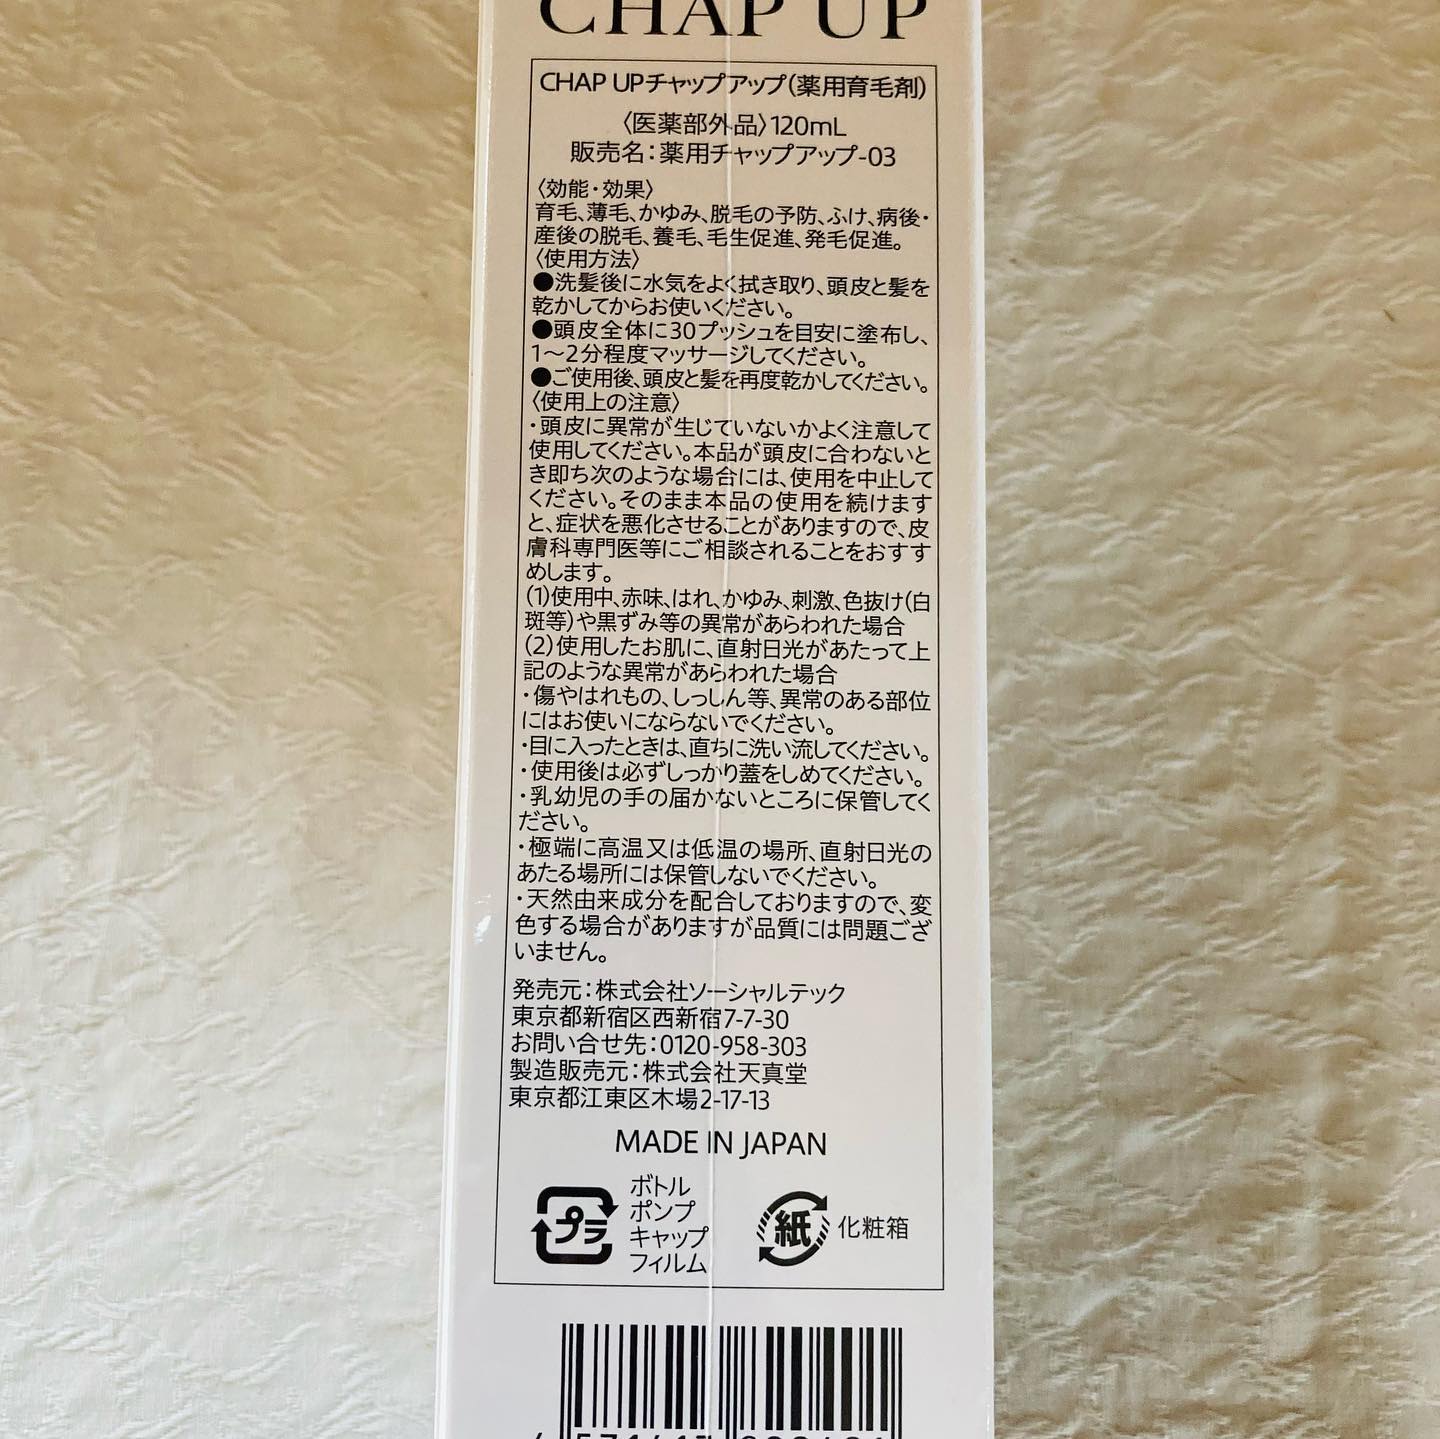 CHAP UP
CHAP UPチャップアップ(薬用育毛剤)
〈医薬部外品〉120mL
販売名:薬用チャップアップ-03
〈効能・効果〉
育毛、薄毛、かゆみ、脱毛の予防、ふけ、病後・
産後の脱毛、養毛、毛生促進、発毛促進。
〈使用方法〉
●洗髪後に水気をよく拭き取り、頭皮と髪を
乾かしてからお使いください。
●頭皮全体に30プッシュを目安に塗布し、
1〜2分程度マッサージしてください。
●ご使用後、頭皮と髪を再度乾かしてください。
〈使用上の注意〉
・頭皮に異常が生じていないかよく注意して
使用してください。本品が頭皮に合わないと
き即ち次のような場合には、使用を中止して
ください。そのまま本品の使用を続けます
と、症状を悪化させることがありますので、皮
膚科専門医等にご相談されることをおすす
めします。
(1)使用中、赤味、はれ、かゆみ、刺激、色抜け(白
斑等)や黒ずみ等の異常があらわれた場合
(2)使用したお肌に、直射日光があたって上
記のような異常があらわれた場合
・傷やはれもの、しっしん等、異常のある部位
にはお使いにならないでください。
・目に入ったときは、直ちに洗い流してください。
・使用後は必ずしっかり蓋をしめてください。
・乳幼児の手の届かないところに保管してく
ださい。
・極端に高温又は低温の場所、直射日光の
あたる場所には保管しないでください。
・天然由来成分を配合しておりますので、変
色する場合がありますが品質には問題ござ
いません。
発売元:株式会社ソーシャルテック
東京都新宿区西新宿7-7-30
お問い合せ先:0120-958-303
製造販売元:株式会社天真堂
東京都江東区木場2-17-13
MADE IN JAPAN
プラ
ボトル
ポンプ
キャップ
フィルム
紙
化粧箱